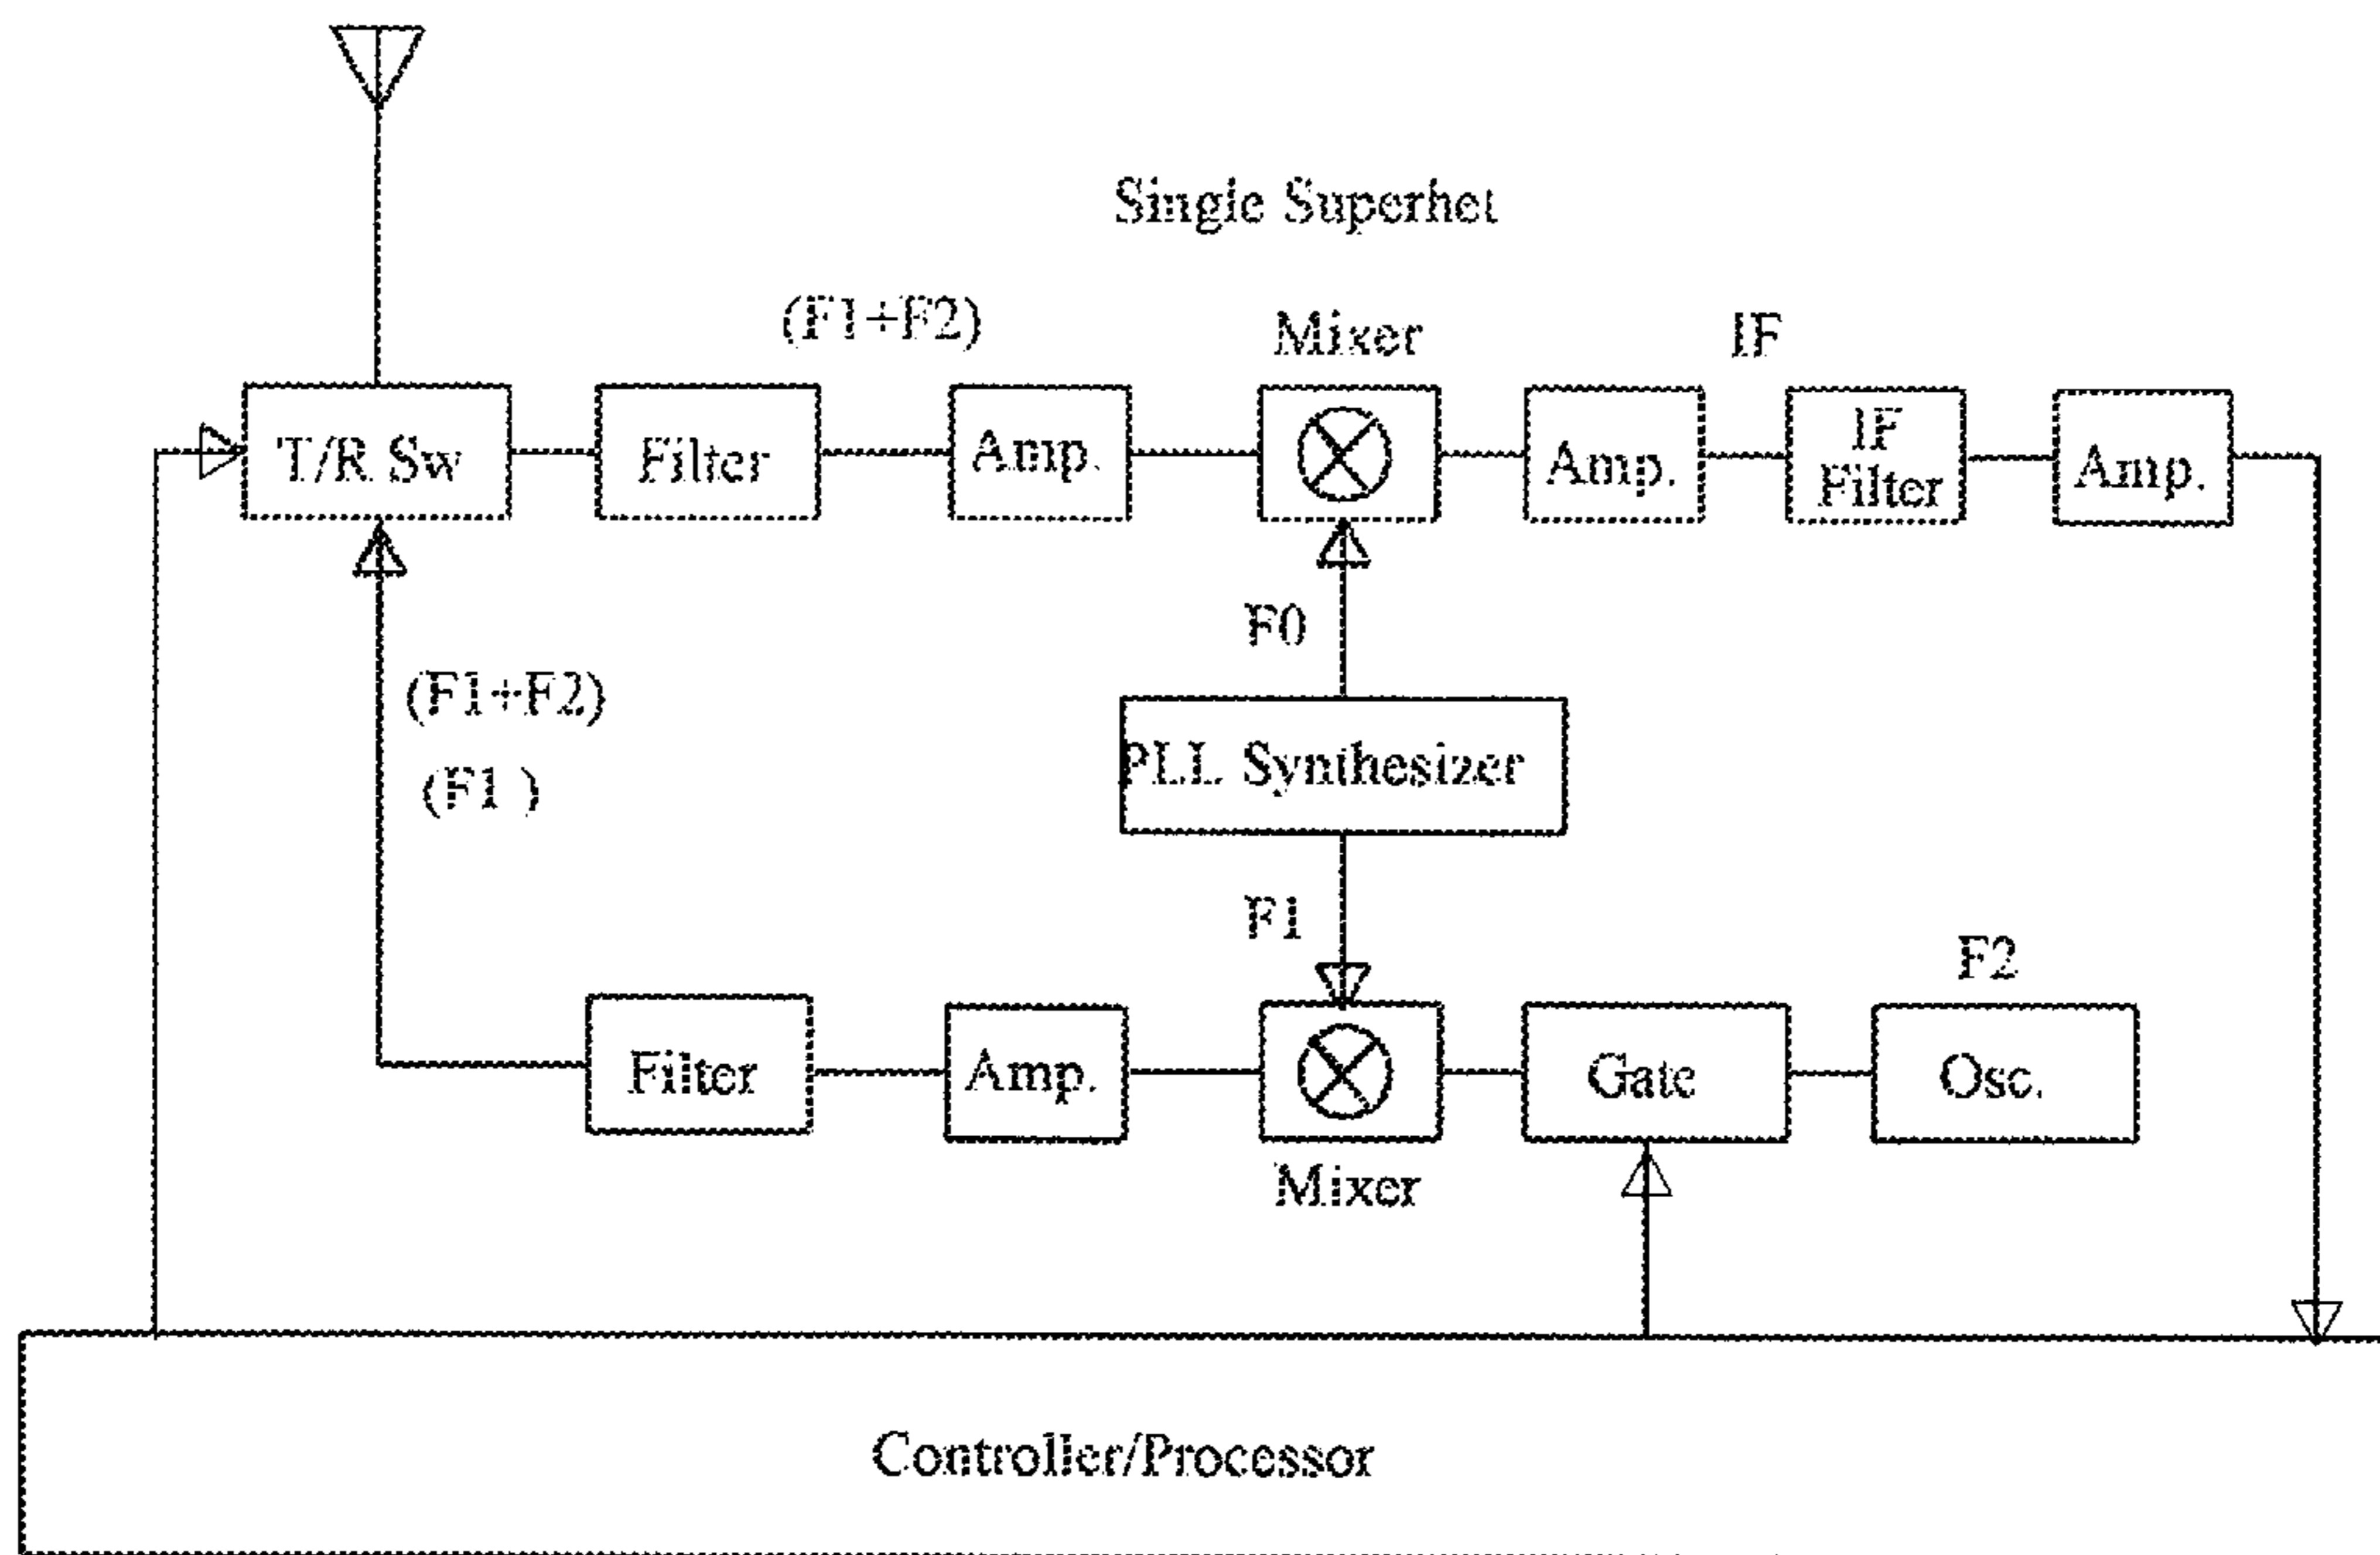 Single Superhet
(F1+F2)
Mixer
IF
T/R Sw
Filter
Amp.
Amp.
IF
Filter
Amp.
F0
(F1+F2)
(F1 )
PLL Synthesizer
F1
F2
Filter
Amp.
Gate
Osc.
Mixer
Controller/Processor